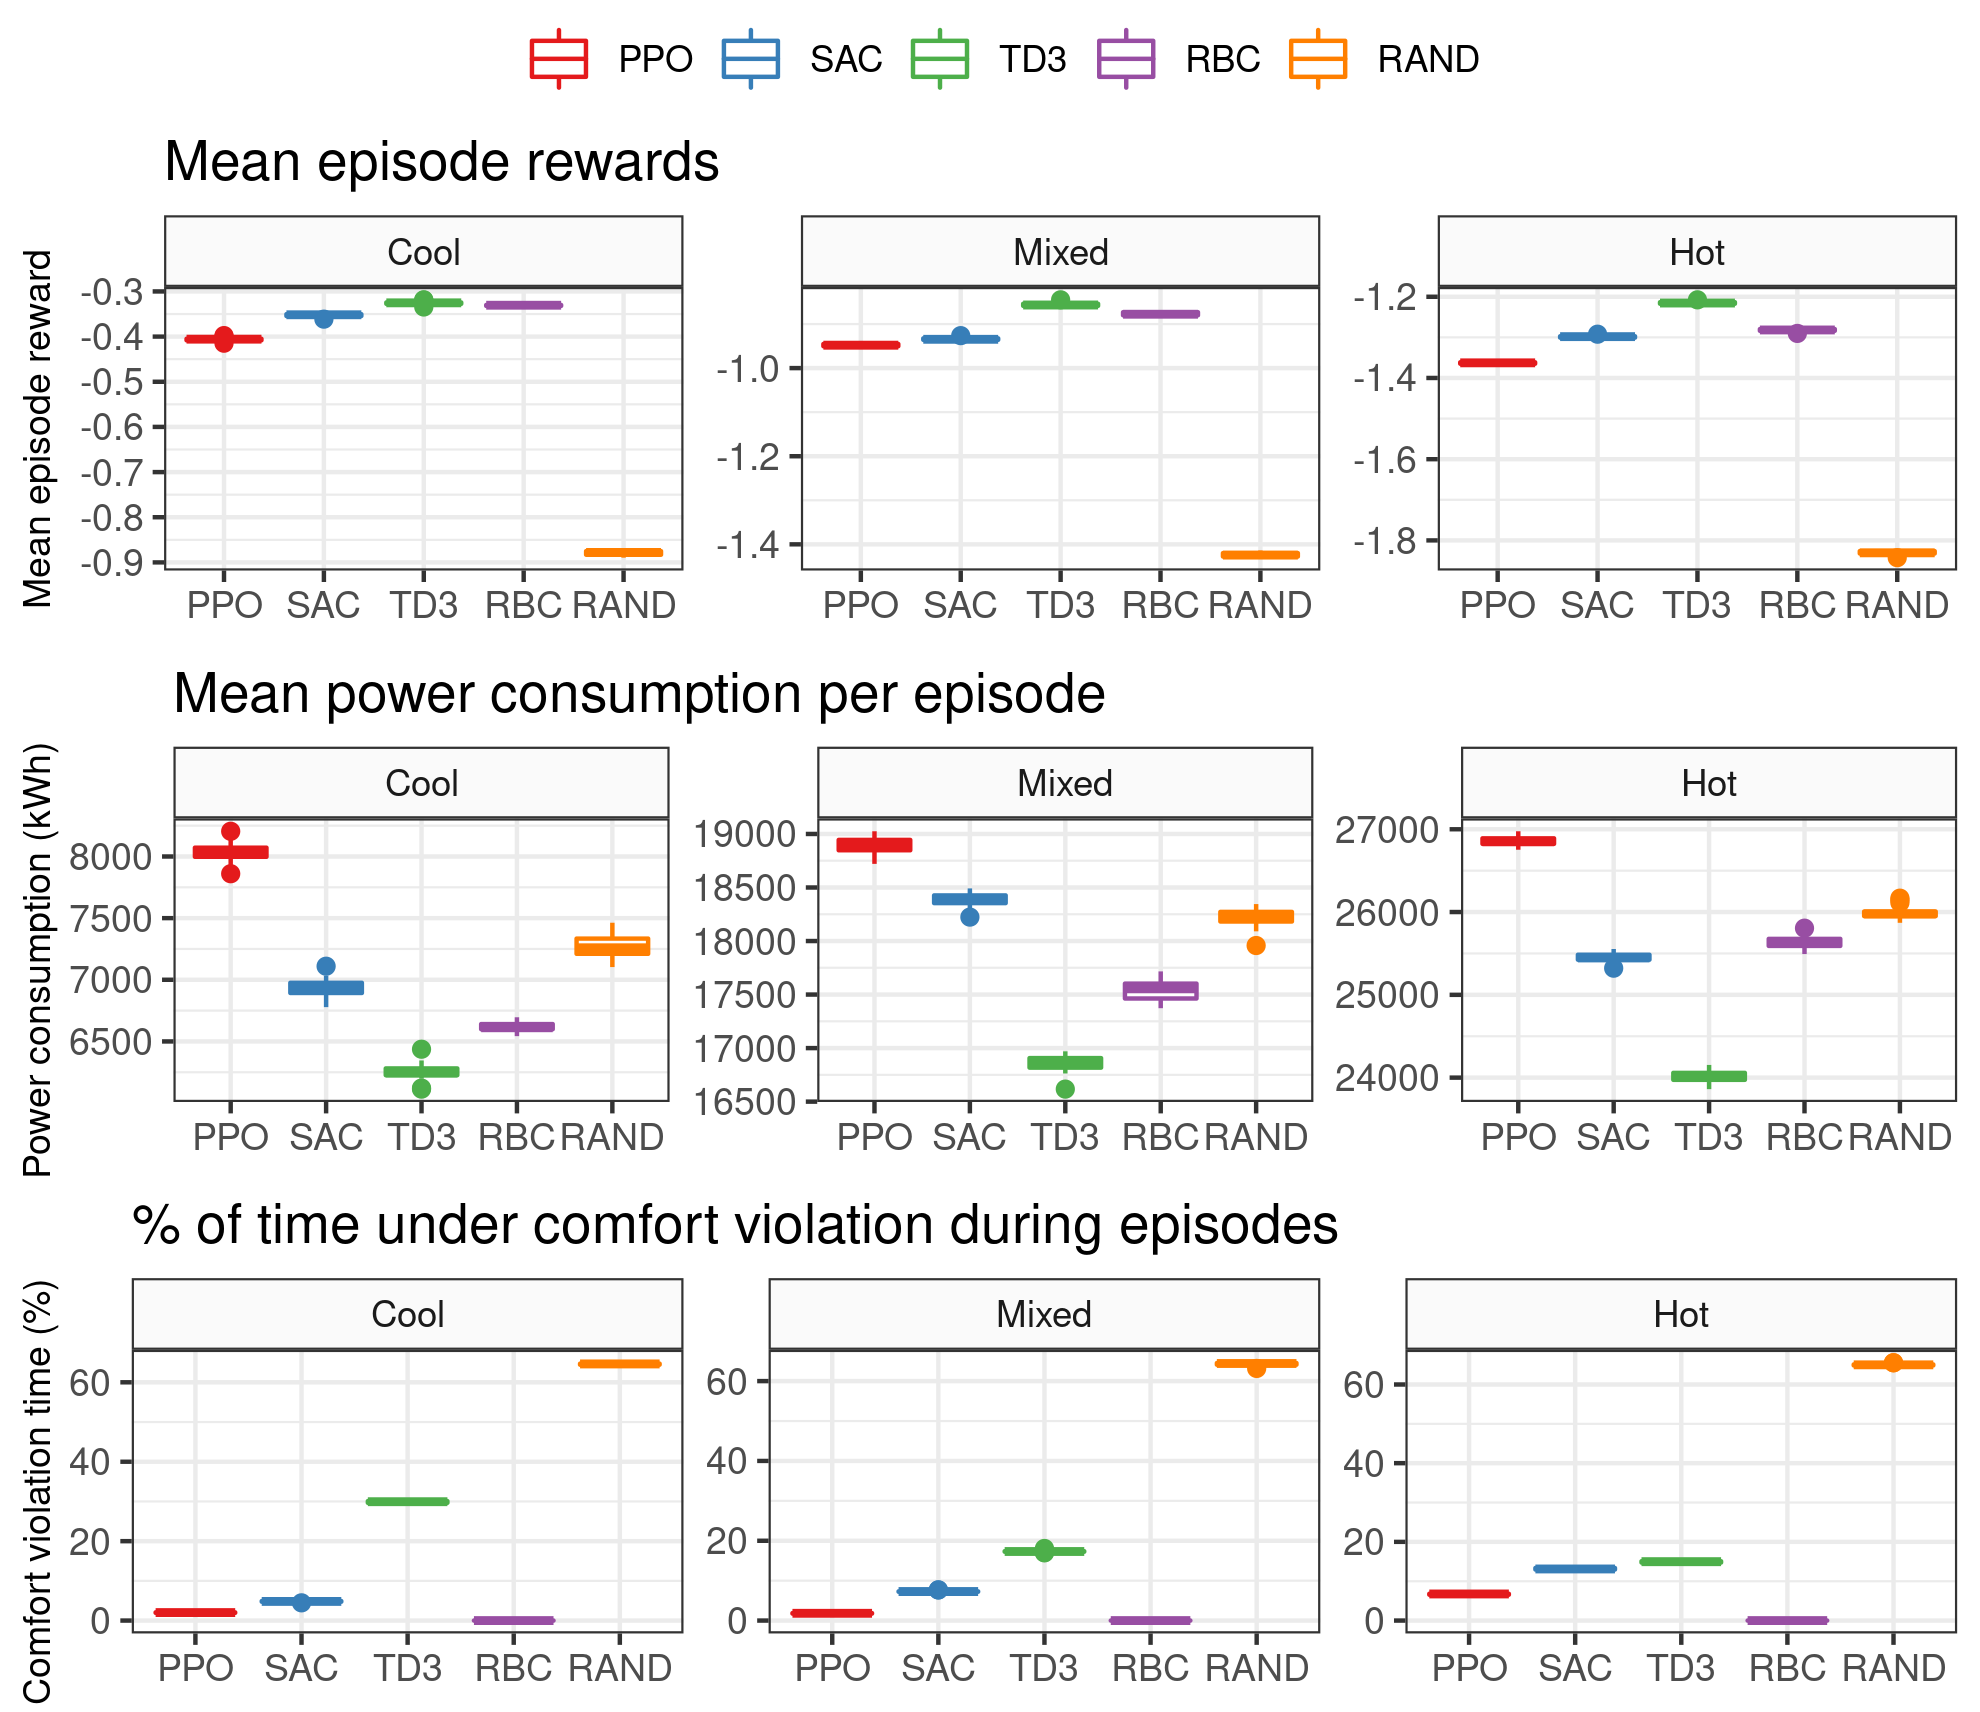 PPO SAC TD3 RBC RAND
Mean episode rewards
Mean episode reward
Cool
-0.3
-0.4
-0.5
-0.6
-0.7
-0.8
-0.9
PPO SAC TD3 RBC RAND
Mixed
-1.0
-1.2
-1.4
PPO SAC TD3 RBC RAND
Hot
-1.2
-1.4
-1.6
-1.8
PPO SAC TD3 RBC RAND
Mean power consumption per episode
Power consumption (kWh)
Cool
8000
7500
7000
6500
PPO SAC TD3 RBC RAND
Mixed
19000
18500
18000
17500
17000
16500
PPO SAC TD3 RBC RAND
Hot
27000
26000
25000
24000
PPO SAC TD3 RBC RAND
% of time under comfort violation during episodes
Comfort violation time (%)
Cool
60
40
20
0
PPO SAC TD3 RBC RAND
Mixed
60
40
20
0
PPO SAC TD3 RBC RAND
Hot
60
40
20
0
PPO SAC TD3 RBC RAND